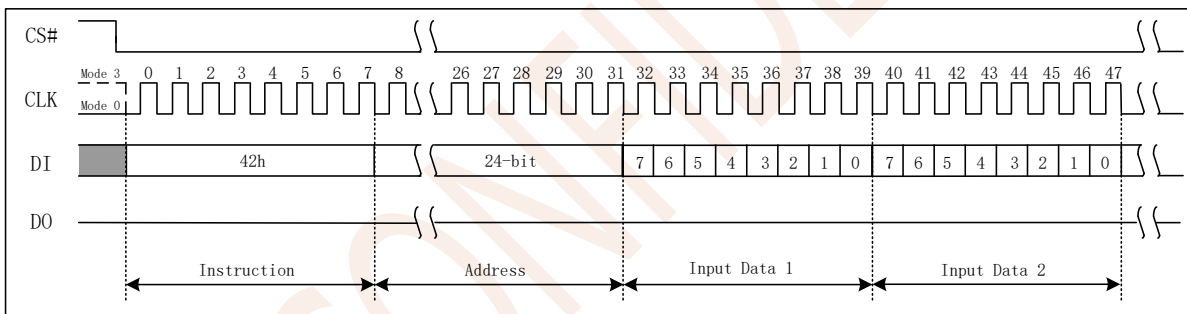 CS#
Mode 3 0 1 2 3 4 5 6 7 8 26 27 28 29 30 31 32 33 34 35 36 37 38 39 40 41 42 43 44 45 46 47
CLK
Mode 0
DI 42h 24-bit 7 6 5 4 3 2 1 0 7 6 5 4 3 2 1 0
DO
Instruction Address Input Data 1 Input Data 2